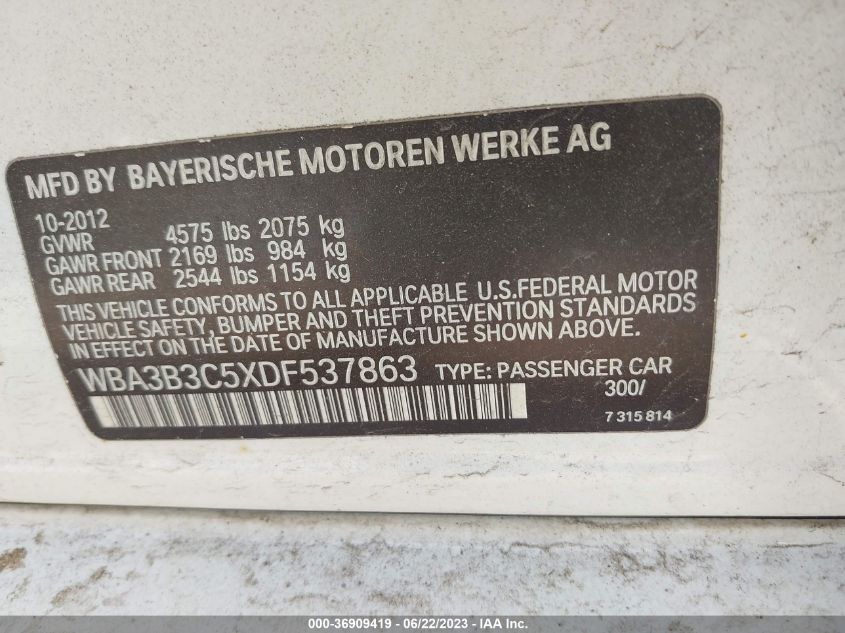 MFD BY BAYERISCHE MOTOREN WERKE AG
10-2012
GVWR 4575 lbs 2075 kg
GAWR FRONT 2169 lbs 984 kg
GAWR REAR 2544 lbs 1154 kg
THIS VEHICLE CONFORMS TO ALL APPLICABLE U.S.FEDERAL MOTOR
VEHICLE SAFETY, BUMPER AND THEFT PREVENTION STANDARDS
IN EFFECT ON THE DATE OF MANUFACTURE SHOWN ABOVE.
WBA3B3C5XDF537863 TYPE: PASSENGER CAR
300/
7 315 814
000-36909419 - 06/22/2023 - Copyright © 2023 IAA, Inc.